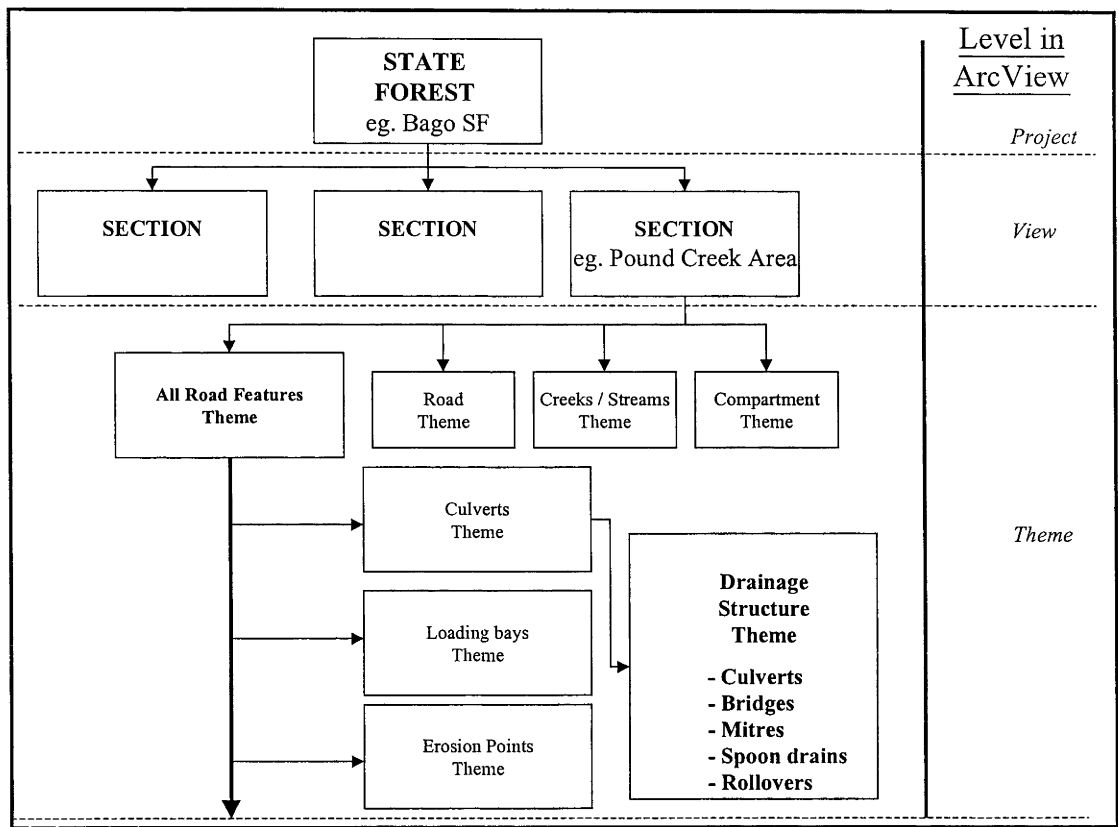 Level in
ArcView
STATE
FOREST
eg. Bago SF
Project
SECTION
SECTION
SECTION
eg. Pound Creek Area
View
All Road Features
Theme
Road
Theme
Creeks / Streams
Theme
Compartment
Theme
Culverts
Theme
Loading bays
Theme
Erosion Points
Theme
Drainage
Structure
Theme
- Culverts
- Bridges
- Mitres
- Spoon drains
- Rollovers
Theme